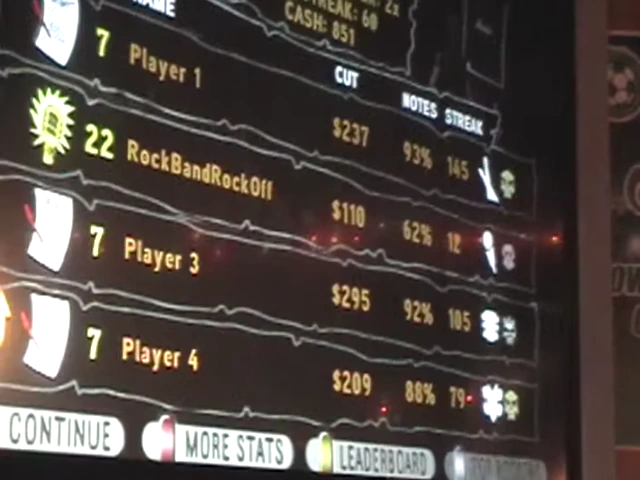 NAME
2x
STREAK: 60
CASH: 851
CUT NOTES STREAK
7 Player 1 $237 93% 145
22 RockBandRockOff $110 62% 12
7 Player 3 $295 92% 105
7 Player 4 $209 88% 79
CONTINUE MORE STATS LEADERBOARD